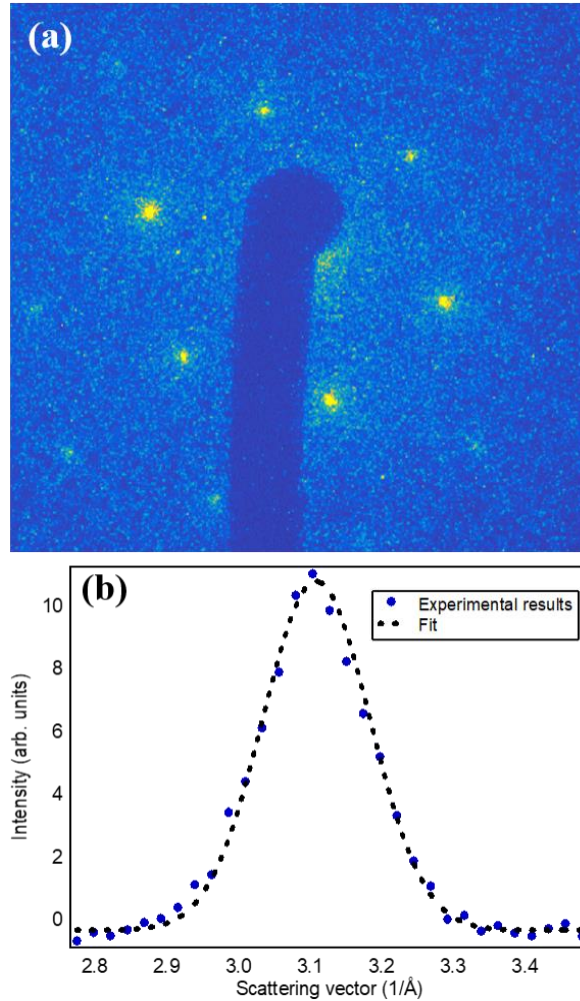 (a)
(b)
Experimental results
Fit
10
8
6
4
2
0
Intensity (arb. units)
2.8 2.9 3.0 3.1 3.2 3.3 3.4
Scattering vector (1/Å)